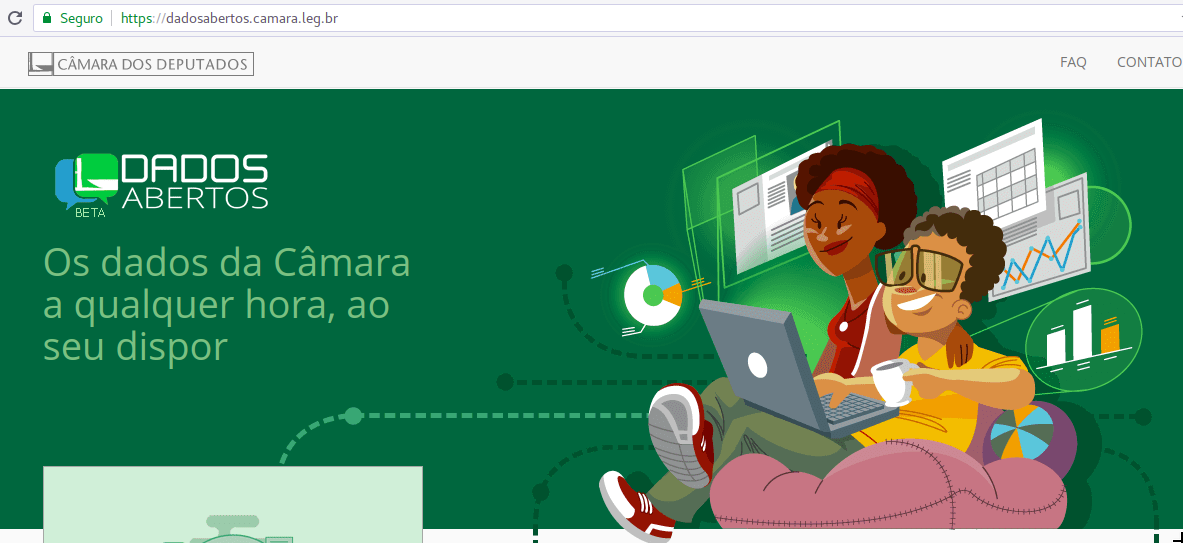 Seguro
https://dadosabertos.camara.leg.br
CÂMARA DOS DEPUTADOS
FAQ
CONTATO
DADOS
ABERTOS
BETA
Os dados da Câmara
a qualquer hora, ao
seu dispor